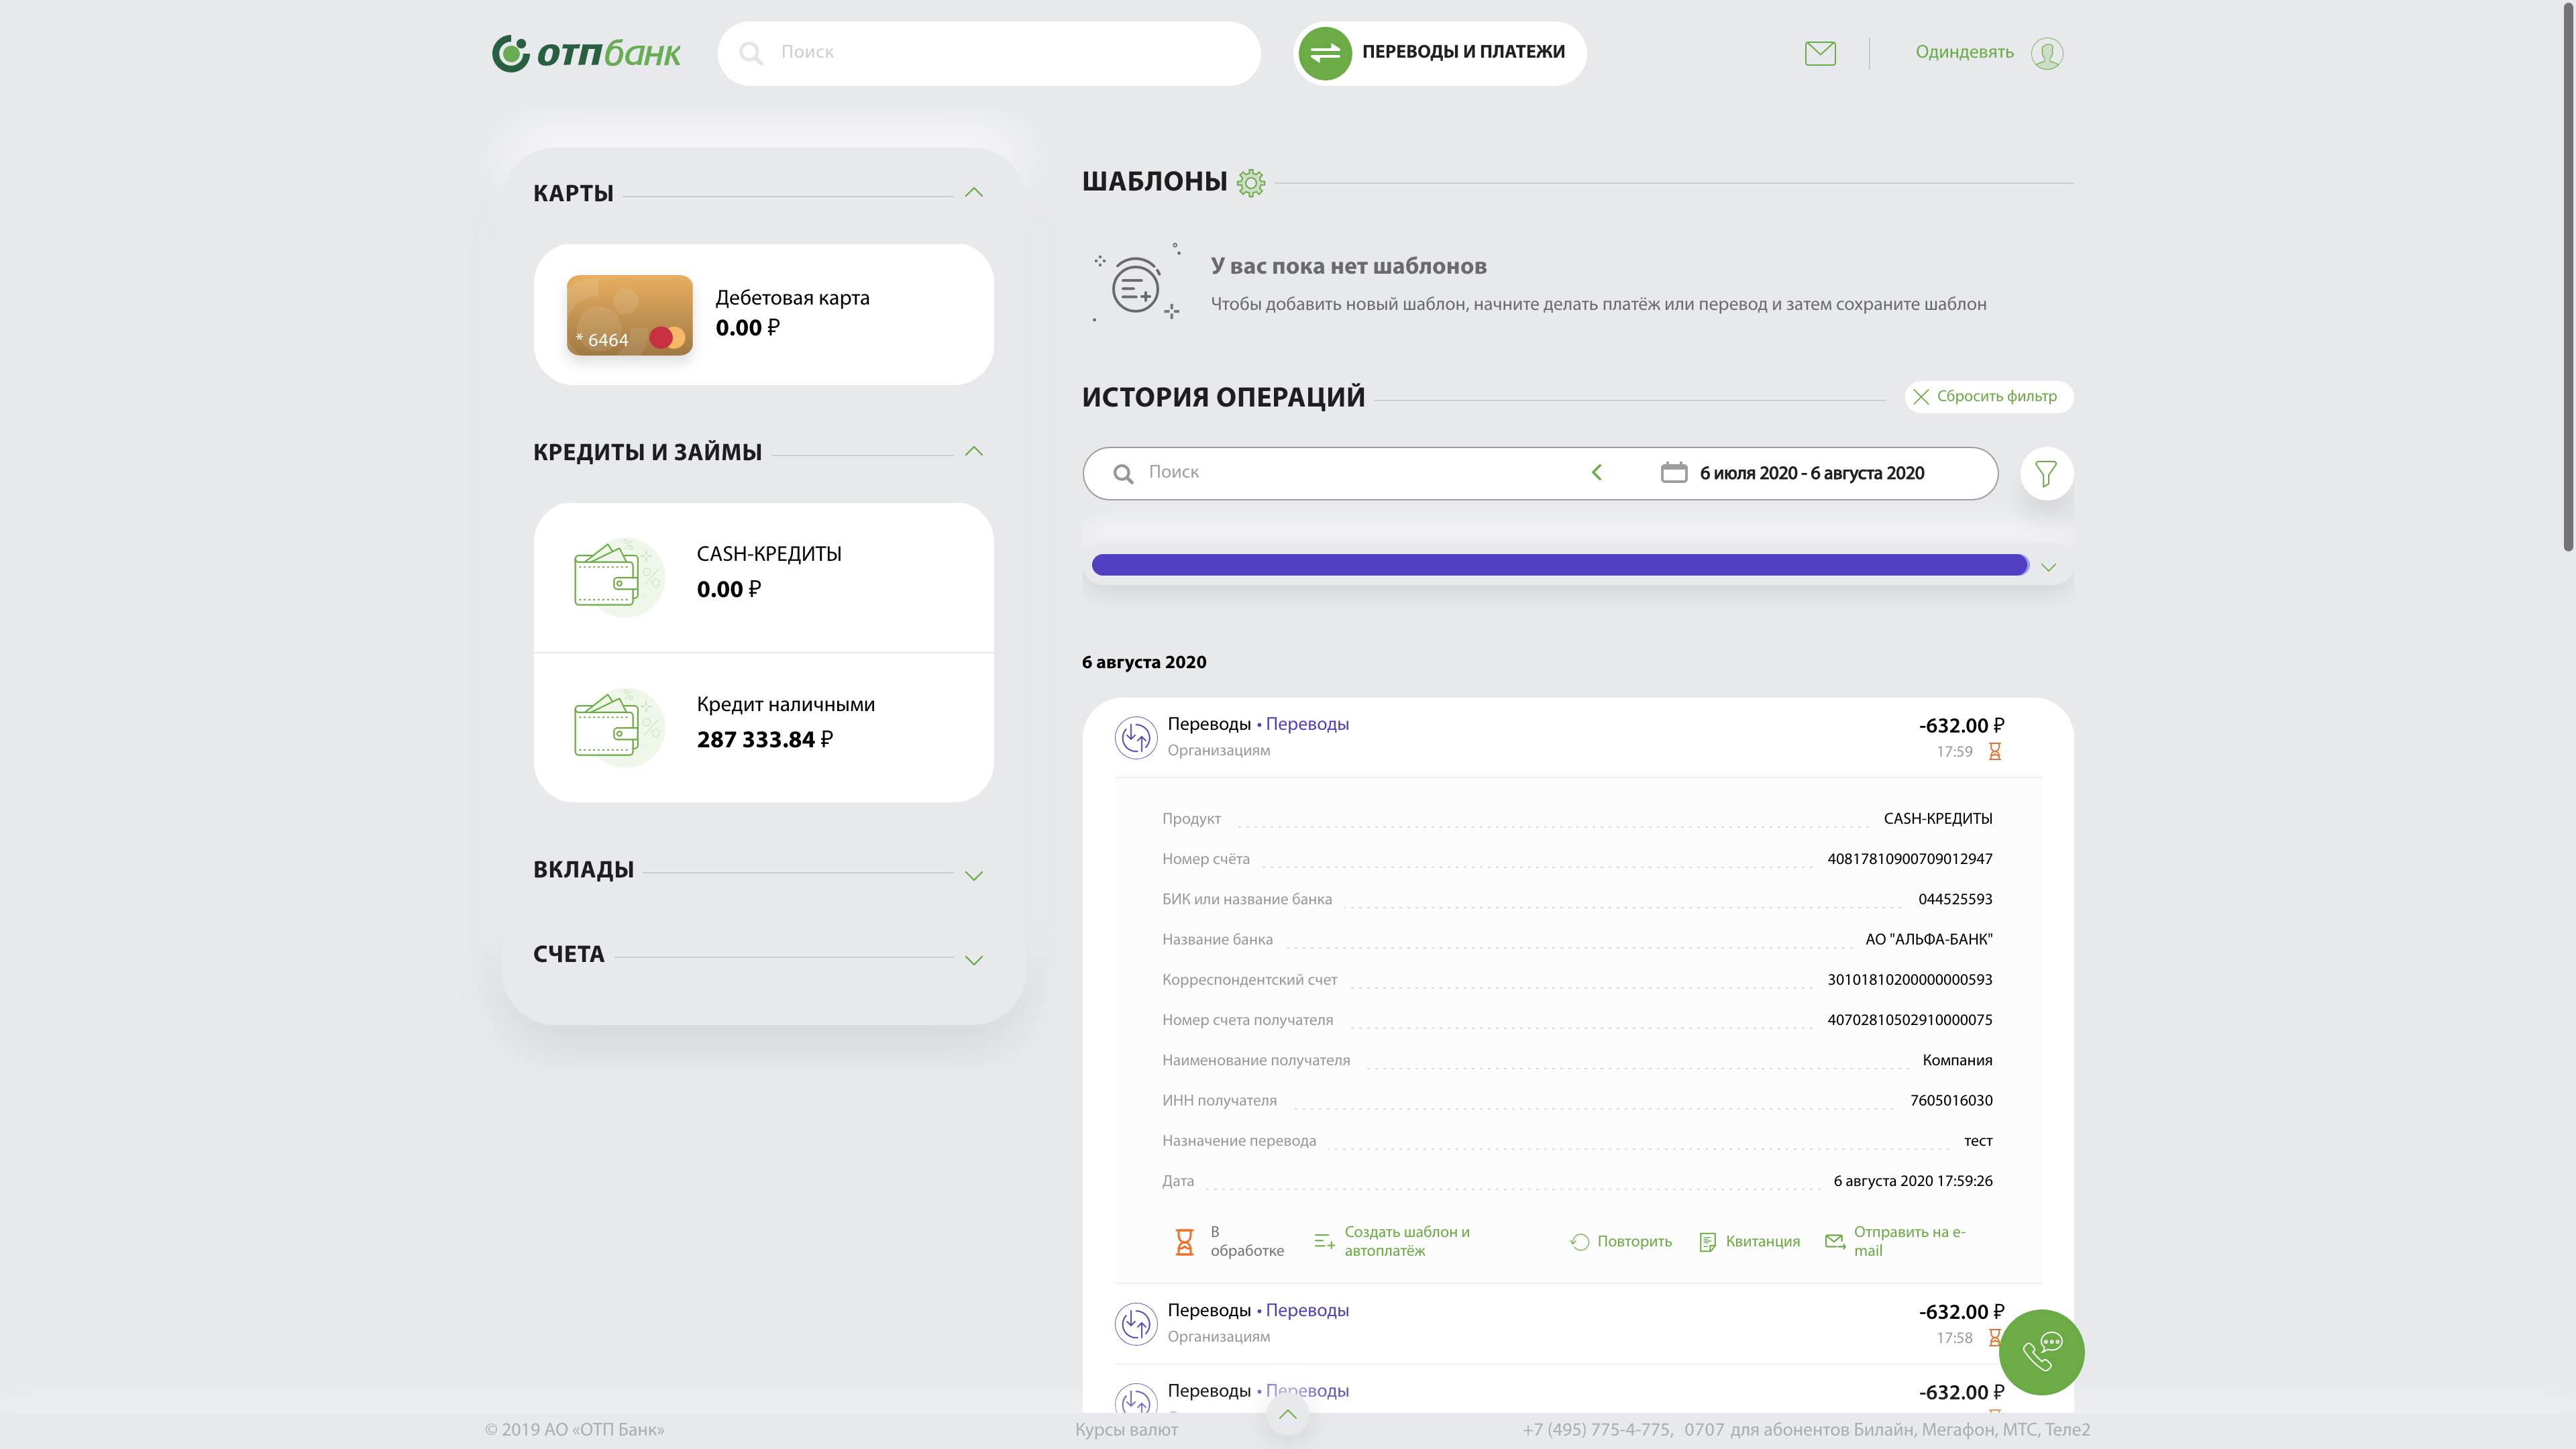 ОТПбанк
Поиск
ПЕРЕВОДЫ И ПЛАТЕЖИ
Одиндевять
КАРТЫ
* 6464
Дебетовая карта
0.00 ₽
КРЕДИТЫ И ЗАЙМЫ
CASH-КРЕДИТЫ
0.00 ₽
Кредит наличными
287 333.84 ₽
ВКЛАДЫ
СЧЕТА
ШАБЛОНЫ
У вас пока нет шаблонов
Чтобы добавить новый шаблон, начните делать платёж или перевод и затем сохраните шаблон
ИСТОРИЯ ОПЕРАЦИЙ
Сбросить фильтр
Поиск
6 июля 2020 - 6 августа 2020
6 августа 2020
Переводы • Переводы
-632.00 ₽
Организациям
17:59
Продукт CASH-КРЕДИТЫ
Номер счёта 40817810900709012947
БИК или название банка 044525593
Название банка АО "АЛЬФА-БАНК"
Корреспондентский счет 30101810200000000593
Номер счета получателя 40702810502910000075
Наименование получателя Компания
ИНН получателя 7605016030
Назначение перевода тест
Дата 6 августа 2020 17:59:26
В
обработке
Создать шаблон и
автоплатёж
Повторить
Квитанция
Отправить на e-
mail
Переводы • Переводы
-632.00 ₽
Организациям
17:58
Переводы • Переводы
-632.00 ₽
© 2019 АО «ОТП Банк»
Курсы валют
+7 (495) 775-4-775, 0707 для абонентов Билайн, Мегафон, МТС, Теле2